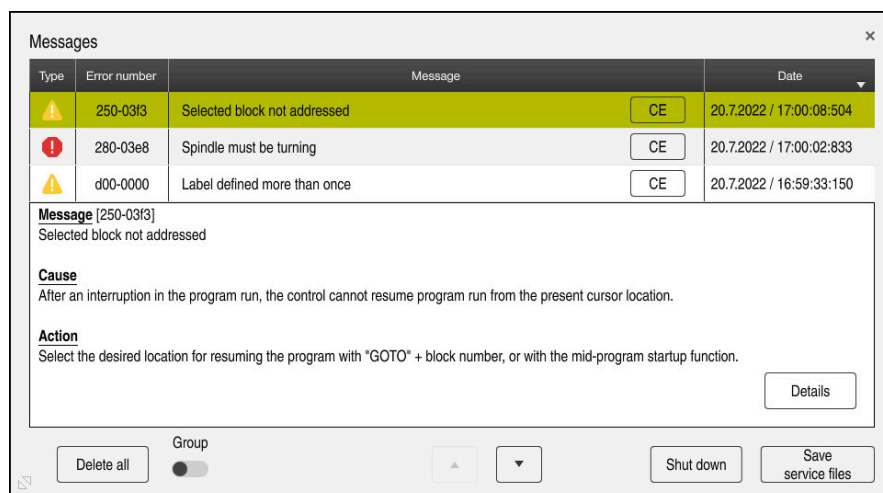 Messages
Type Error number Message Date
250-03f3 Selected block not addressed CE 20.7.2022 / 17:00:08:504
280-03e8 Spindle must be turning CE 20.7.2022 / 17:00:02:833
d00-0000 Label defined more than once CE 20.7.2022 / 16:59:33:150
Message [250-03f3]
Selected block not addressed
Cause
After an interruption in the program run, the control cannot resume program run from the present cursor location.
Action
Select the desired location for resuming the program with "GOTO" + block number, or with the mid-program startup function.
Details
Group
Delete all
Shut down
Save
service files